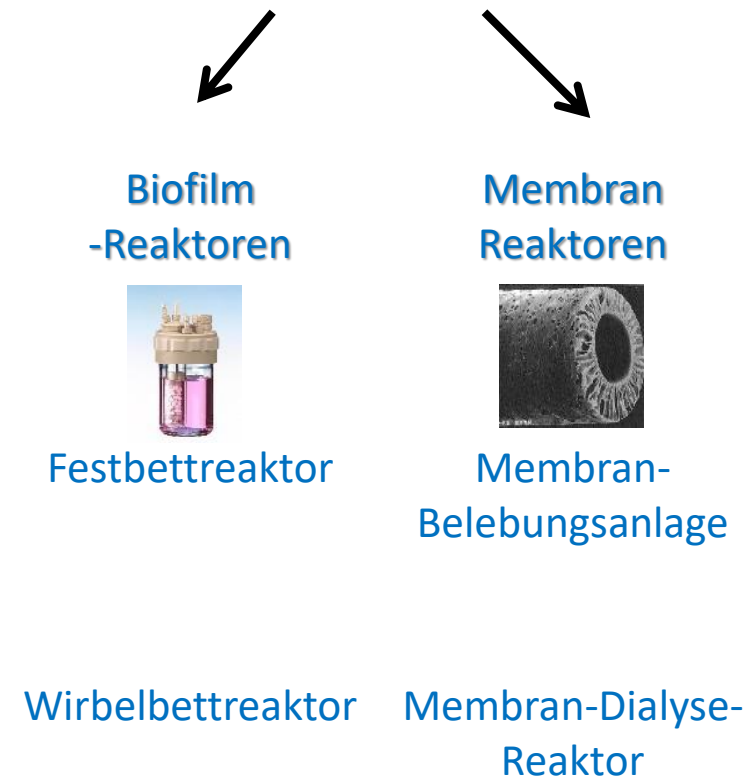 Biofilm
-Reaktoren
Membran
Reaktoren
Festbettreaktor
Membran-
Belebungsanlage
Wirbelbettreaktor
Membran-Dialyse-
Reaktor